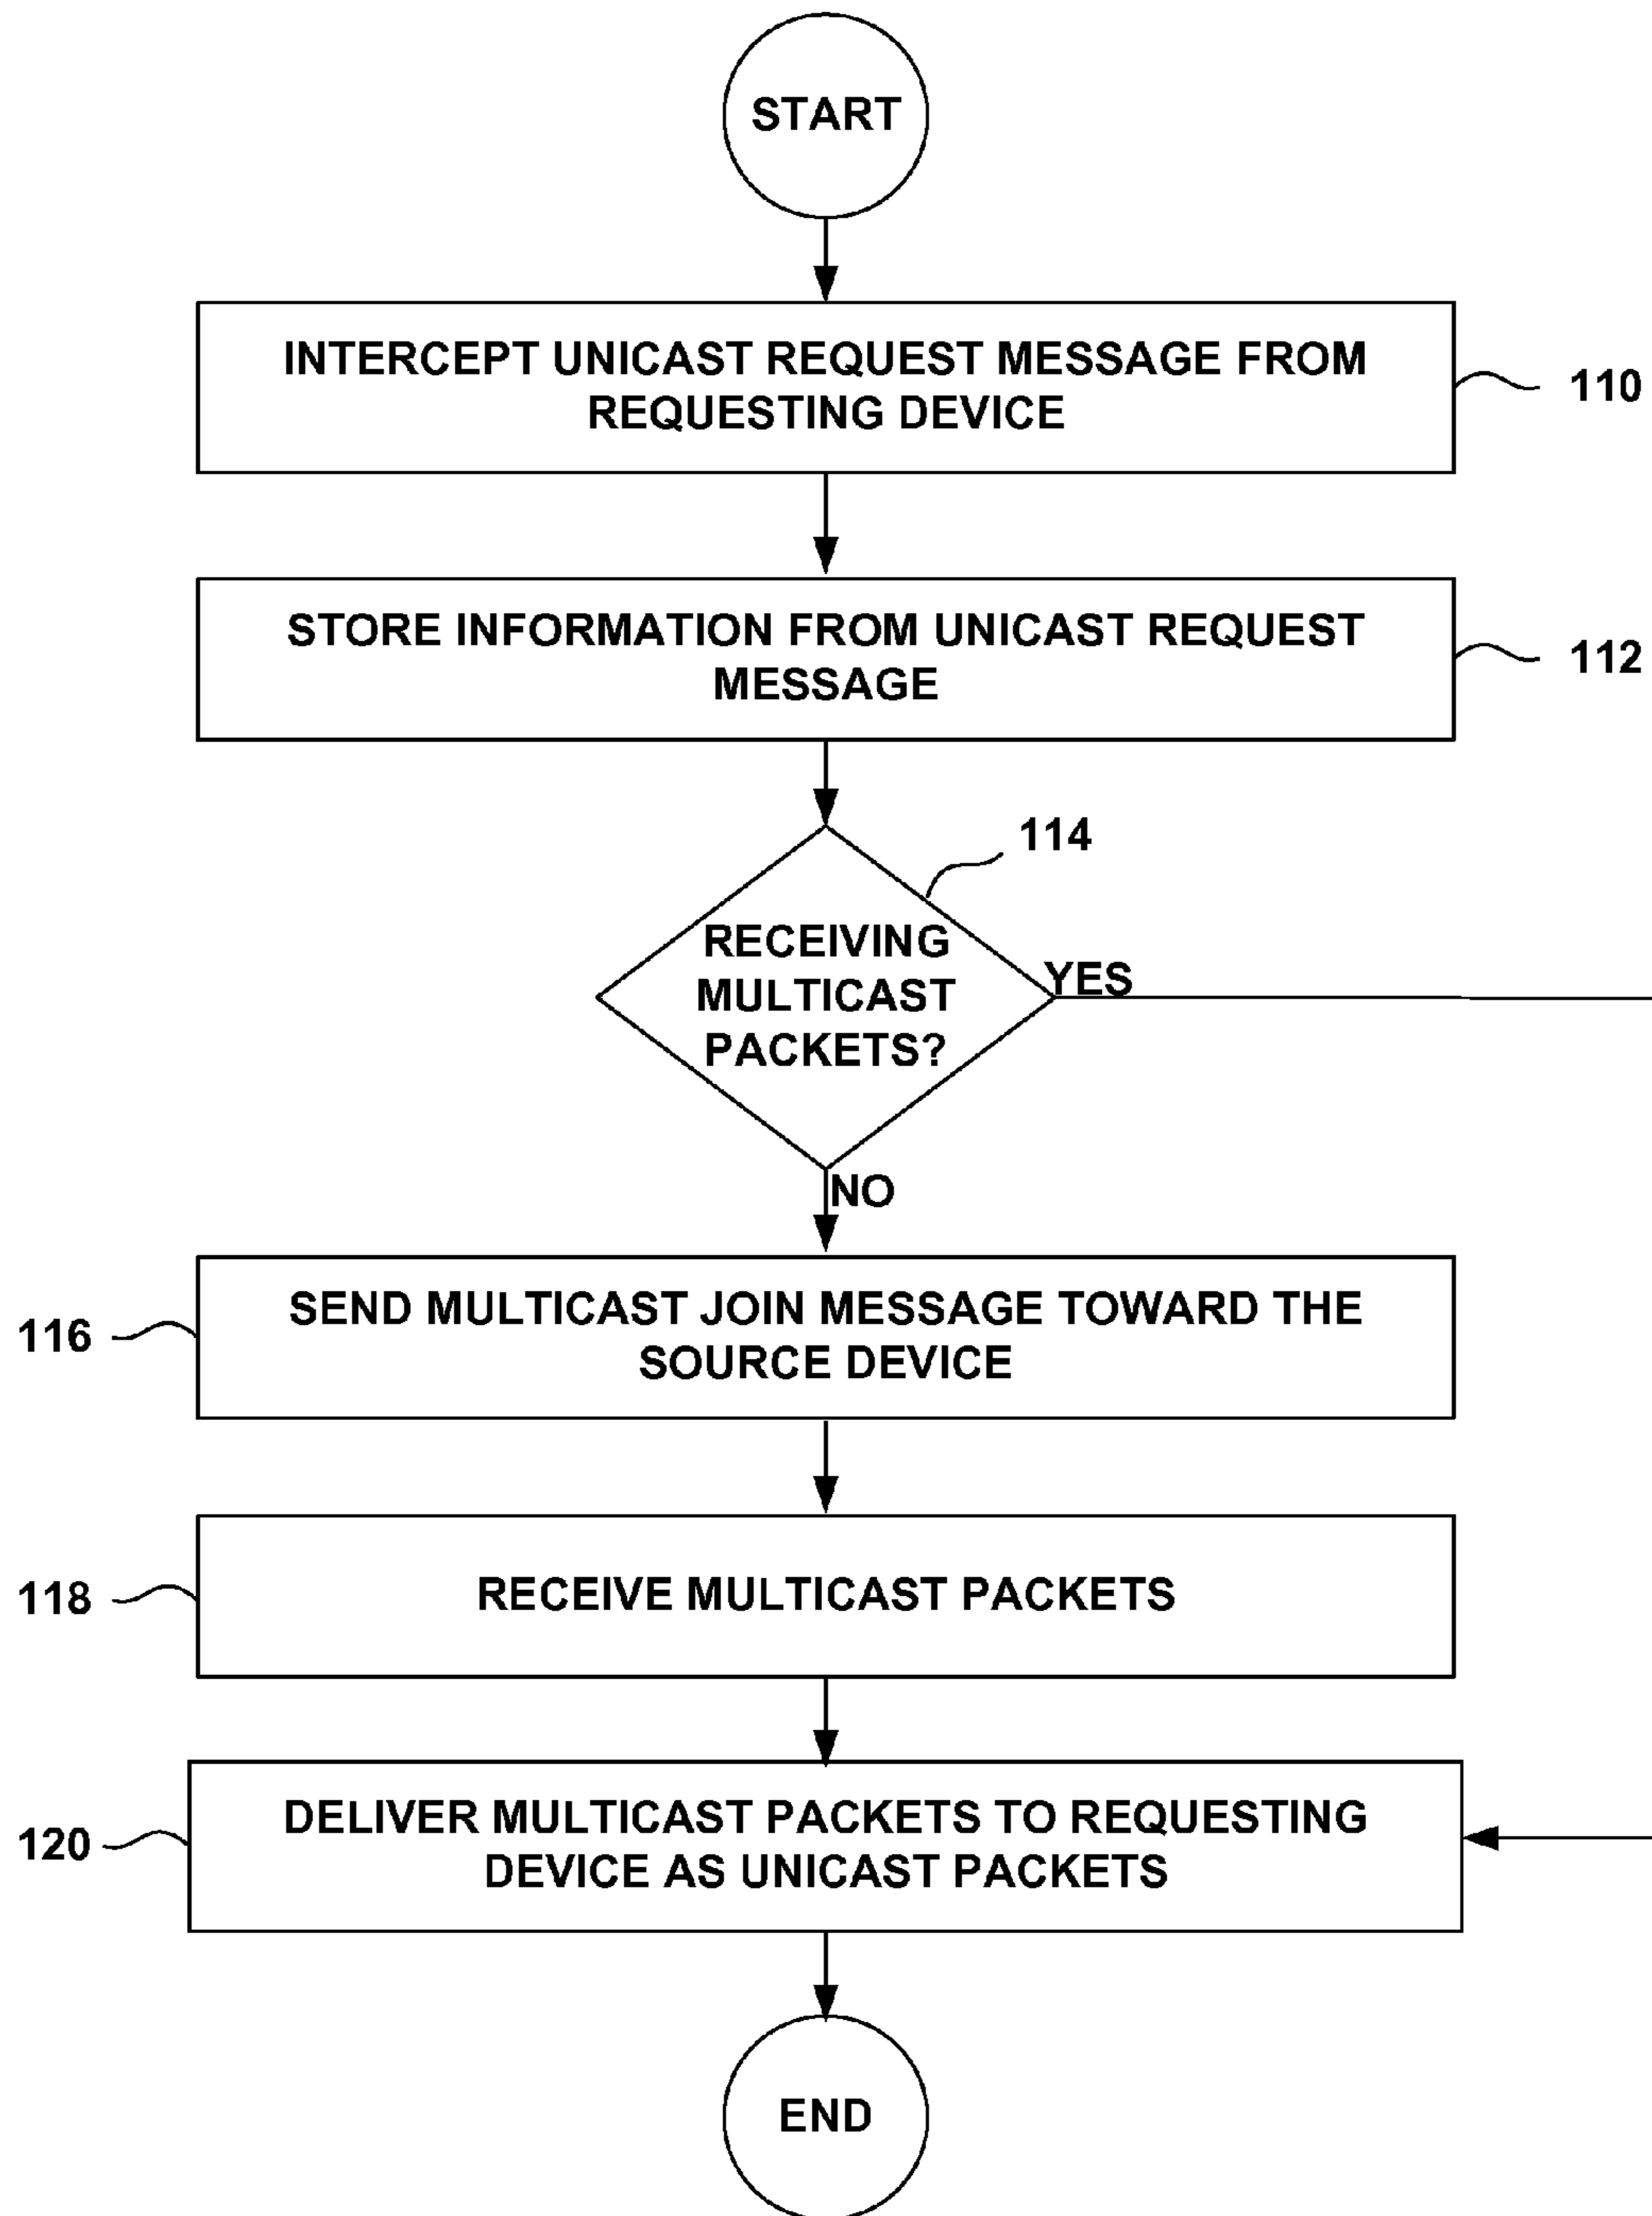 START
INTERCEPT UNICAST REQUEST MESSAGE FROM
REQUESTING DEVICE
110
STORE INFORMATION FROM UNICAST REQUEST
MESSAGE
112
114
RECEIVING
MULTICAST
PACKETS?
YES
NO
SEND MULTICAST JOIN MESSAGE TOWARD THE
SOURCE DEVICE
116
RECEIVE MULTICAST PACKETS
118
DELIVER MULTICAST PACKETS TO REQUESTING
DEVICE AS UNICAST PACKETS
120
END